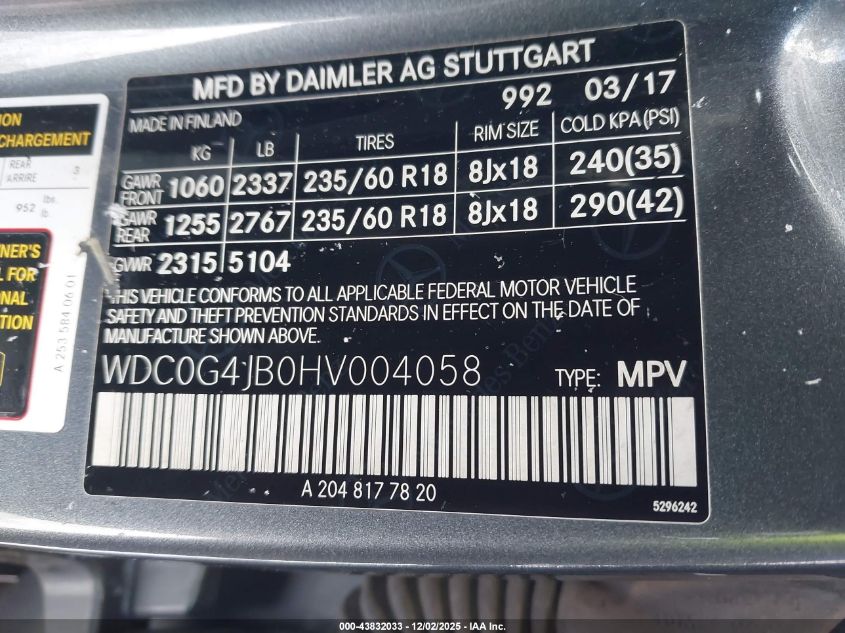 MFD BY DAIMLER AG STUTTGART
992 03/17
MADE IN FINLAND
KG LB TIRES RIM SIZE COLD KPA(PSI)
GAWR FRONT 1060 2337 235/60 R18 8Jx18 240(35)
GAWR REAR 1255 2767 235/60 R18 8Jx18 290(42)
GVWR 2315 5104
THIS VEHICLE CONFORMS TO ALL APPLICABLE FEDERAL MOTOR VEHICLE
SAFETY AND THEFT PREVENTION STANDARDS IN EFFECT ON THE DATE OF
MANUFACTURE SHOWN ABOVE.
WDC0G4JB0HV004058 TYPE: MPV
A 204 817 78 20
5296242
ION
CHARGEMENT
REAR
ARRIRE
3
952 lbs.
lb.
NER'S
L FOR
ONAL
TION
A 253 584 06 01
000-43832033 - 12/02/2025 - IAA Inc.